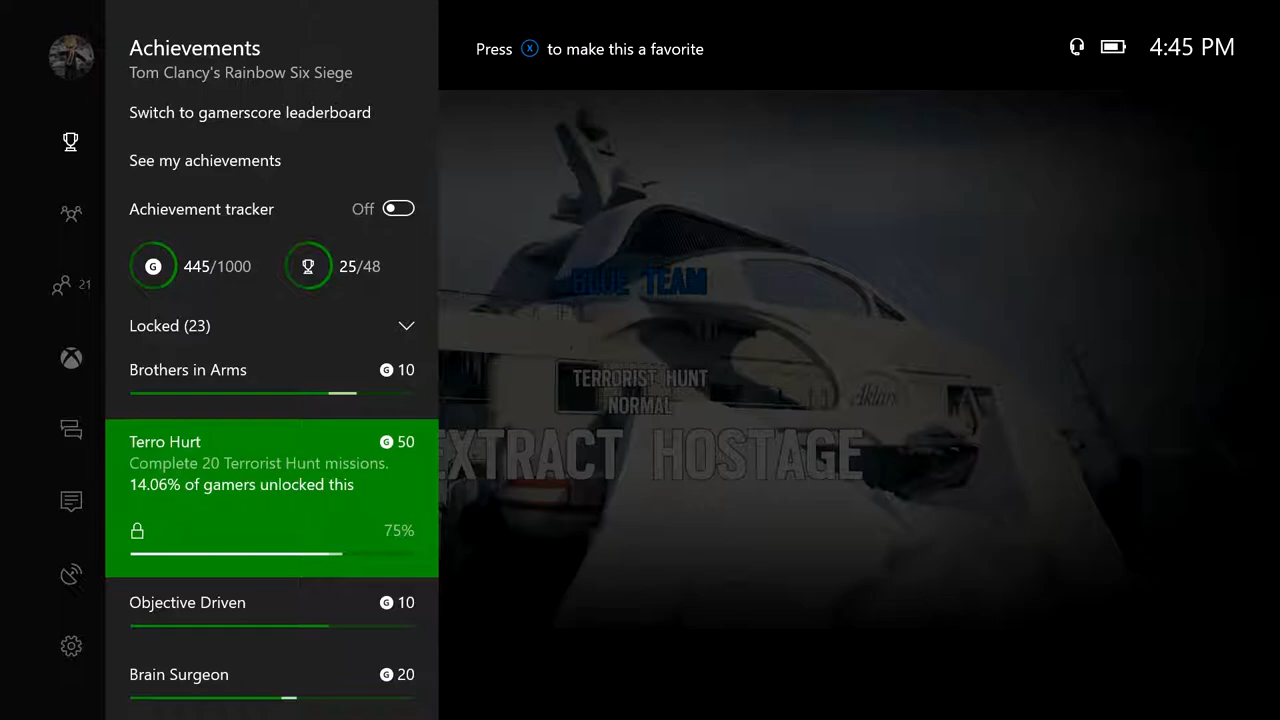 Achievements
Tom Clancy's Rainbow Six Siege
Switch to gamerscore leaderboard
See my achievements
Achievement tracker Off
G 445/1000 25/48
Locked (23)
Brothers in Arms G 10
Terro Hurt G 50
Complete 20 Terrorist Hunt missions.
14.06% of gamers unlocked this
75%
Objective Driven G 10
Brain Surgeon G 20
21
Press X to make this a favorite
4:45 PM
BLUE TEAM
TERRORIST HUNT
NORMAL
EXTRACT HOSTAGE